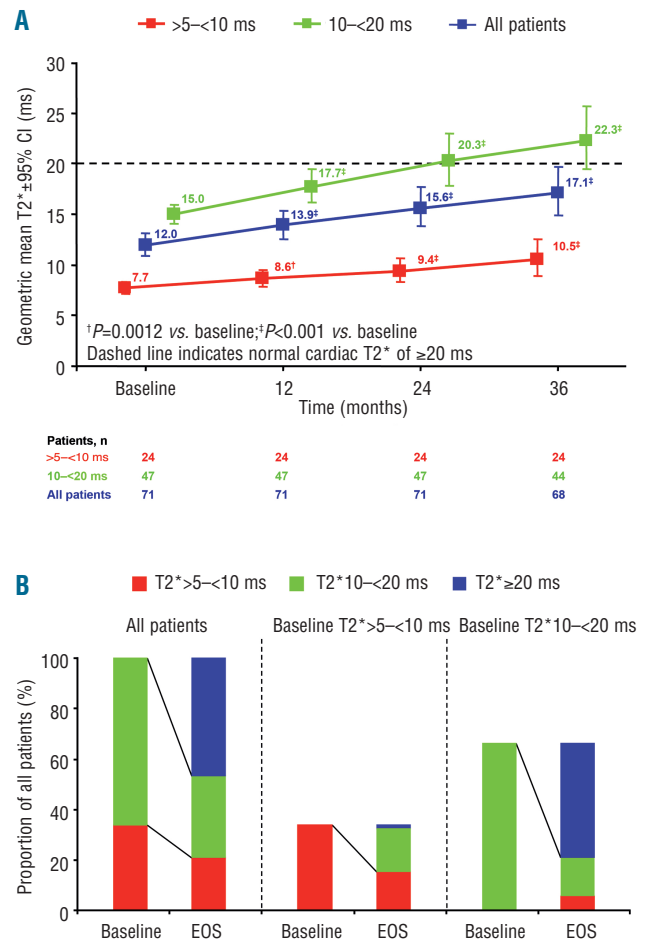 A
>5–<10 ms 10–<20 ms All patients
Geometric mean T2*±95% CI (ms)
30
25
20
15
10
5
0
15.0
17.7‡
20.3‡
22.3‡
12.0
13.9‡
15.6‡
17.1‡
7.7
8.6†
9.4‡
10.5‡
†P=0.0012 vs. baseline;‡P<0.001 vs. baseline
Dashed line indicates normal cardiac T2* of ≥20 ms
Baseline 12 24 36
Time (months)
Patients, n
>5–<10 ms 24 24 24 24
10–<20 ms 47 47 47 44
All patients 71 71 71 68
B
T2*>5–<10 ms T2*10–<20 ms T2*≥20 ms
All patients Baseline T2*>5–<10 ms Baseline T2*10–<20 ms
Proportion of all patients (%)
100
80
60
40
20
0
Baseline EOS Baseline EOS Baseline EOS